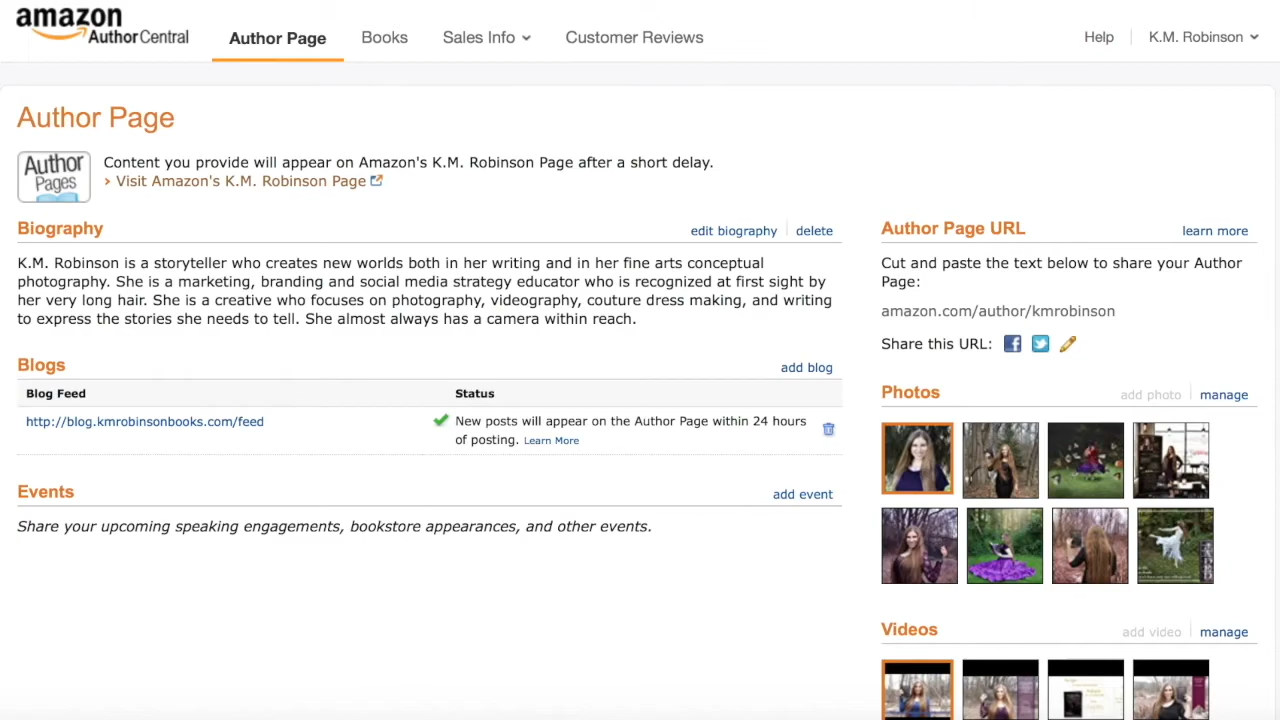 amazon
AuthorCentral
Author Page
Books
Sales Info
Customer Reviews
Help
K.M. Robinson
Author Page
Author
Pages
Content you provide will appear on Amazon's K.M. Robinson Page after a short delay.
› Visit Amazon's K.M. Robinson Page
Biography
edit biography
delete
K.M. Robinson is a storyteller who creates new worlds both in her writing and in her fine arts conceptual
photography. She is a marketing, branding and social media strategy educator who is recognized at first sight by
her very long hair. She is a creative who focuses on photography, videography, couture dress making, and writing
to express the stories she needs to tell. She almost always has a camera within reach.
Blogs
add blog
Blog Feed
Status
http://blog.kmrobinsonbooks.com/feed
New posts will appear on the Author Page within 24 hours
of posting. Learn More
Events
add event
Share your upcoming speaking engagements, bookstore appearances, and other events.
Author Page URL
learn more
Cut and paste the text below to share your Author
Page:
amazon.com/author/kmrobinson
Share this URL:
Photos
add photo
manage
Videos
add video
manage